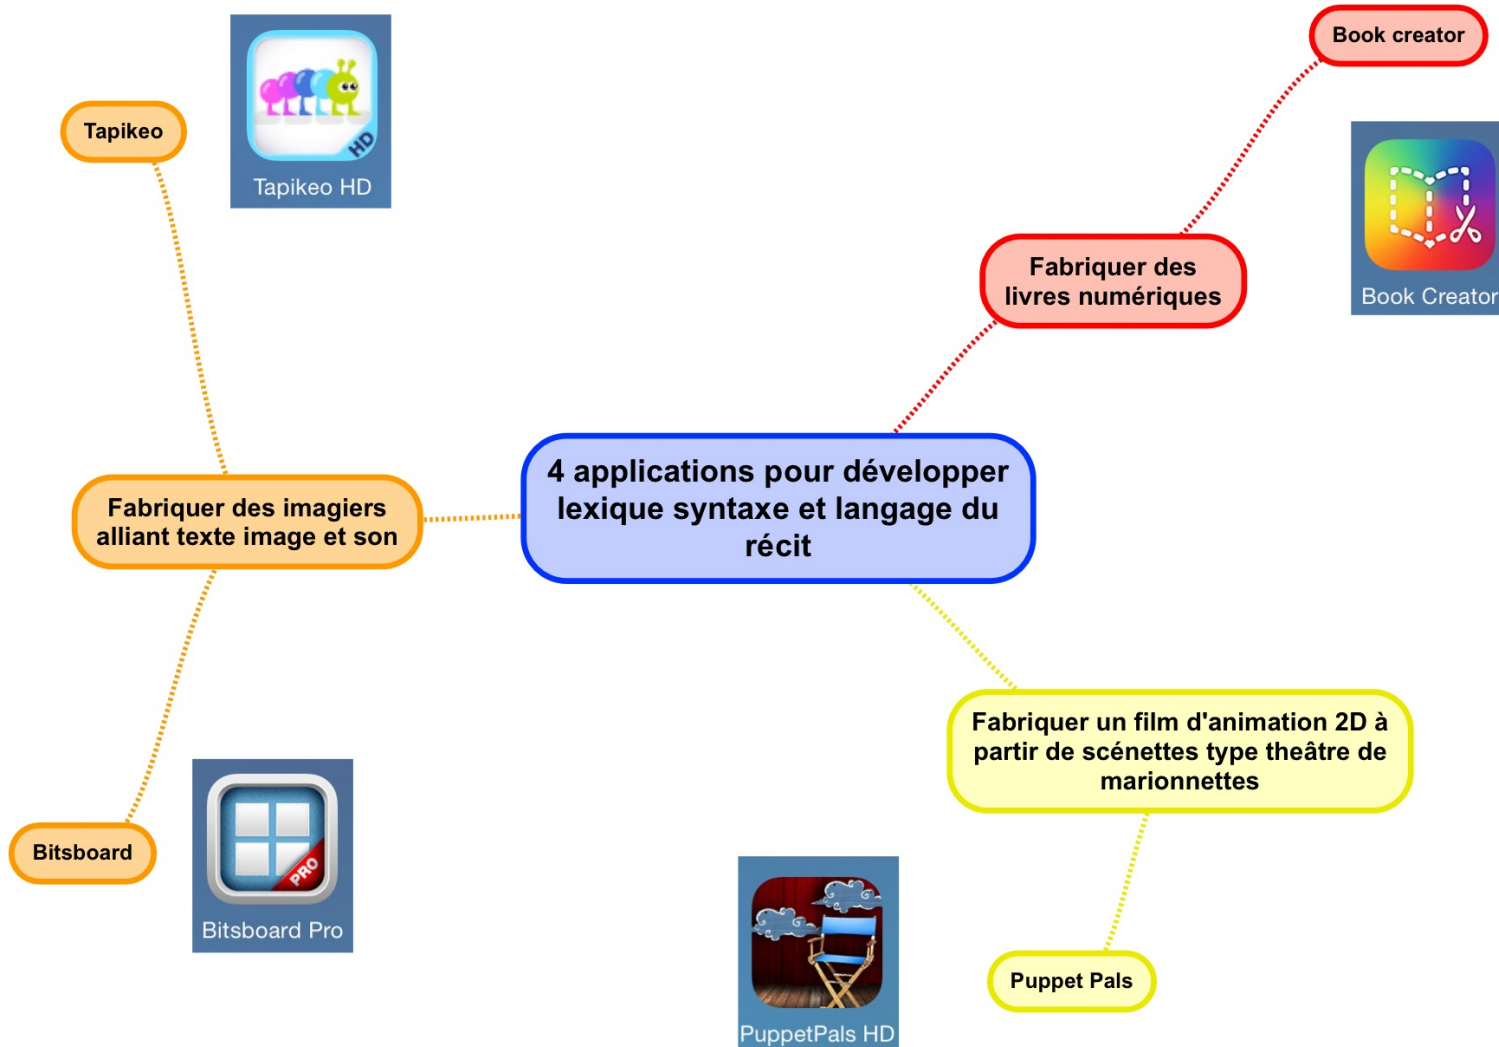 Book creator
Tapikeo
HD
Tapikeo HD
Fabriquer des
livres numériques
Book Creator
4 applications pour développer
lexique syntaxe et langage du
récit
Fabriquer des imagiers
alliant texte image et son
Fabriquer un film d'animation 2D à
partir de scénettes type theâtre de
marionnettes
Bitsboard
PRO
Bitsboard Pro
Puppet Pals
PuppetPals HD